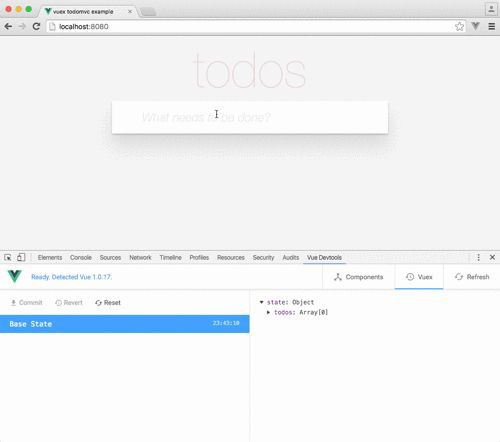 vuex todomvc example
localhost:8080
todos
What needs to be done?
Elements Console Sources Network Timeline Profiles Resources Security Audits Vue Devtools
Ready. Detected Vue 1.0.17.
Components Vuex Refresh
Commit Revert Reset
Base State 23:43:10
state: Object
todos: Array[0]